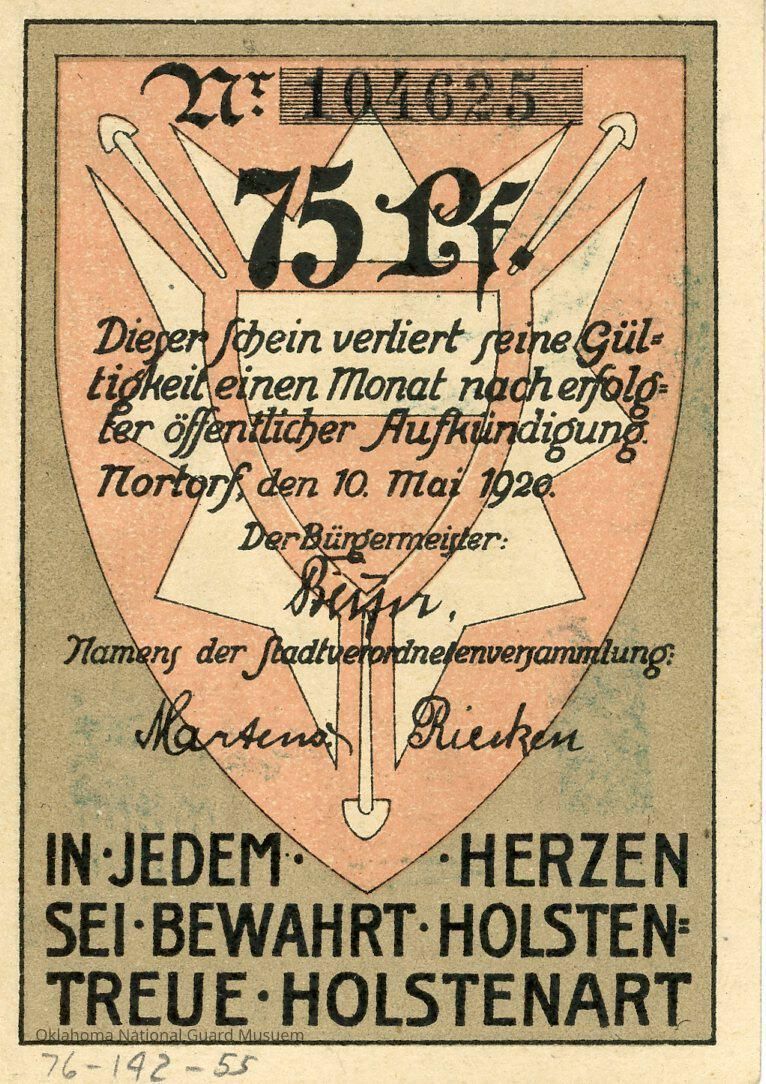 Nr. 104625
75 Pf.
Dieser Schein verliert seine Gül=
tigkeit einen Monat nach erfolg=
ter öffentlicher Aufkündigung.
Nortorf, den 10. Mai 1920.
Der Bürgermeister:
Namens der Stadtverordnetenversammlung:
Martens. Riecken
IN·JEDEM· ·HERZEN
SEI·BEWAHRT·HOLSTEN=
TREUE·HOLSTENART
Oklahoma National Guard Musuem
76-142-55